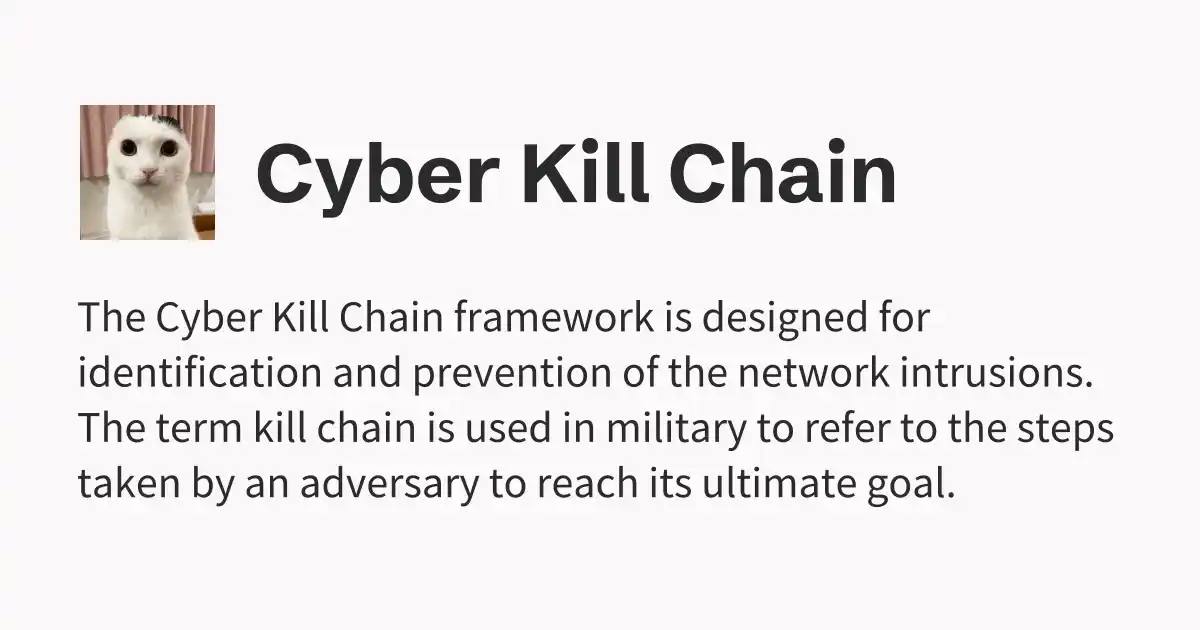 Cyber Kill Chain
The Cyber Kill Chain framework is designed for
identification and prevention of the network intrusions.
The term kill chain is used in military to refer to the steps
taken by an adversary to reach its ultimate goal.